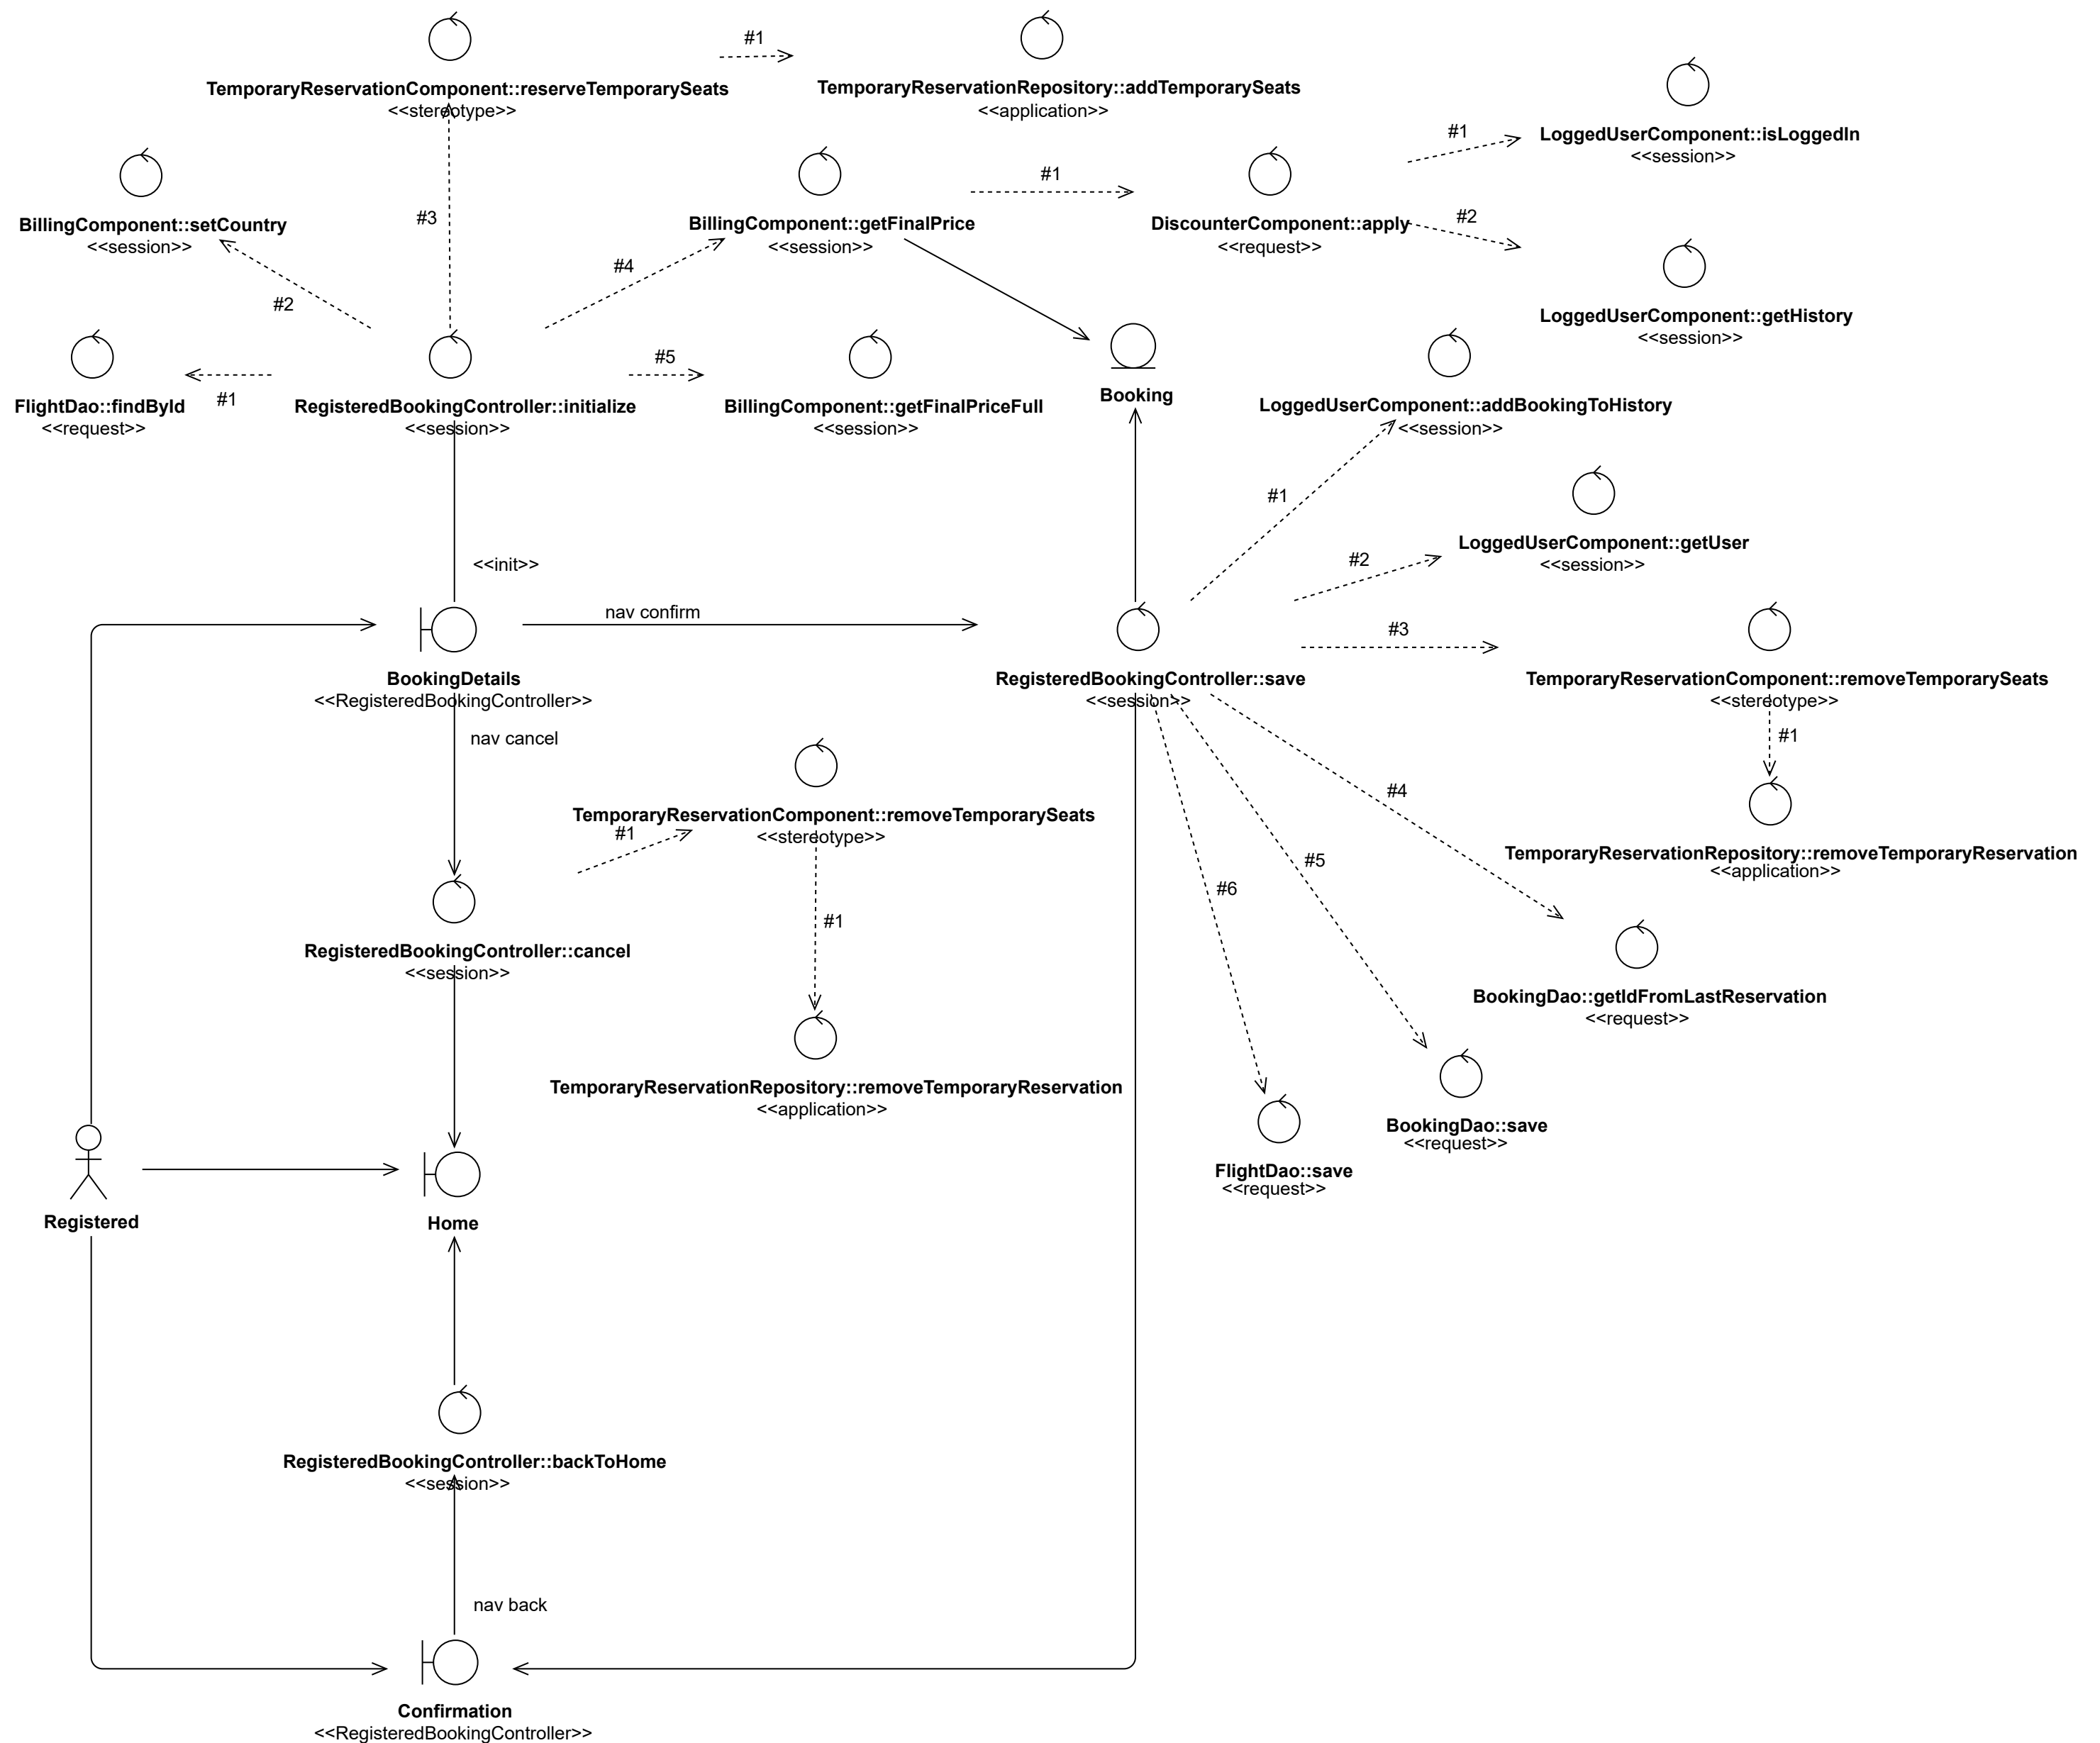 #1
TemporaryReservationComponent::reserveTemporarySeats
<<stereotype>>
TemporaryReservationRepository::addTemporarySeats
<<application>>
#1
LoggedUserComponent::isLoggedIn
<<session>>
#3
#1
BillingComponent::setCountry
<<session>>
BillingComponent::getFinalPrice
<<session>>
DiscounterComponent::apply
<<request>>
#2
#4
#2
LoggedUserComponent::getHistory
<<session>>
#5
#1
FlightDao::findById
<<request>>
RegisteredBookingController::initialize
<<session>>
BillingComponent::getFinalPriceFull
<<session>>
Booking
LoggedUserComponent::addBookingToHistory
<<session>>
#1
LoggedUserComponent::getUser
<<session>>
<<init>>
#2
nav confirm
#3
BookingDetails
<<RegisteredBookingController>>
RegisteredBookingController::save
<<session>>
TemporaryReservationComponent::removeTemporarySeats
<<stereotype>>
nav cancel
#1
#4
TemporaryReservationComponent::removeTemporarySeats
<<stereotype>>
#1
TemporaryReservationRepository::removeTemporaryReservation
<<application>>
#5
#6
#1
RegisteredBookingController::cancel
<<session>>
BookingDao::getIdFromLastReservation
<<request>>
TemporaryReservationRepository::removeTemporaryReservation
<<application>>
BookingDao::save
<<request>>
FlightDao::save
<<request>>
Registered
Home
RegisteredBookingController::backToHome
<<session>>
nav back
Confirmation
<<RegisteredBookingController>>